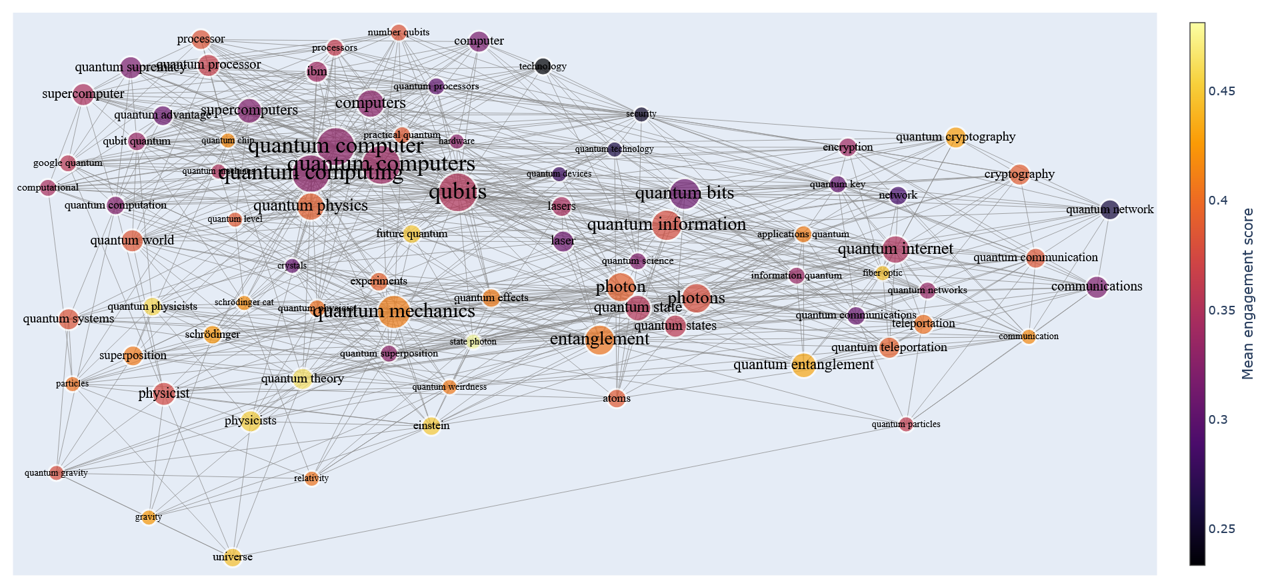 number qubits
processor
computer
processors
quantum supremacy
quantum processor
technology
ibm
quantum processors
supercomputer
computers
supercomputers
quantum advantage
security
practical quantum
quantum cryptography
qubit quantum
quantum chip
hardware
quantum computer
encryption
quantum technology
google quantum
quantum computers
quantum
quantum computing
quantum devices
cryptography
computational
quantum key
qubits
quantum bits
network
quantum computation
quantum physics
lasers
quantum network
quantum level
quantum information
future quantum
applications quantum
quantum world
laser
quantum internet
quantum communication
quantum science
crystals
information quantum
fiber optic
experiments
photon
quantum networks
communications
quantum effects
photons
schrodinger cat
quantum physicists
quantum
quantum state
quantum mechanics
quantum communications
quantum systems
teleportation
quantum states
schrödinger
communication
entanglement
state photon
quantum teleportation
superposition
quantum superposition
quantum entanglement
quantum theory
particles
quantum weirdness
physicist
atoms
physicists
einstein
quantum particles
quantum gravity
relativity
gravity
universe
0.45
0.4
0.35
0.3
0.25
Mean engagement score